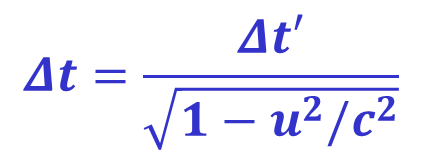 Δt = Δt′ / √(1 − u²/c²)